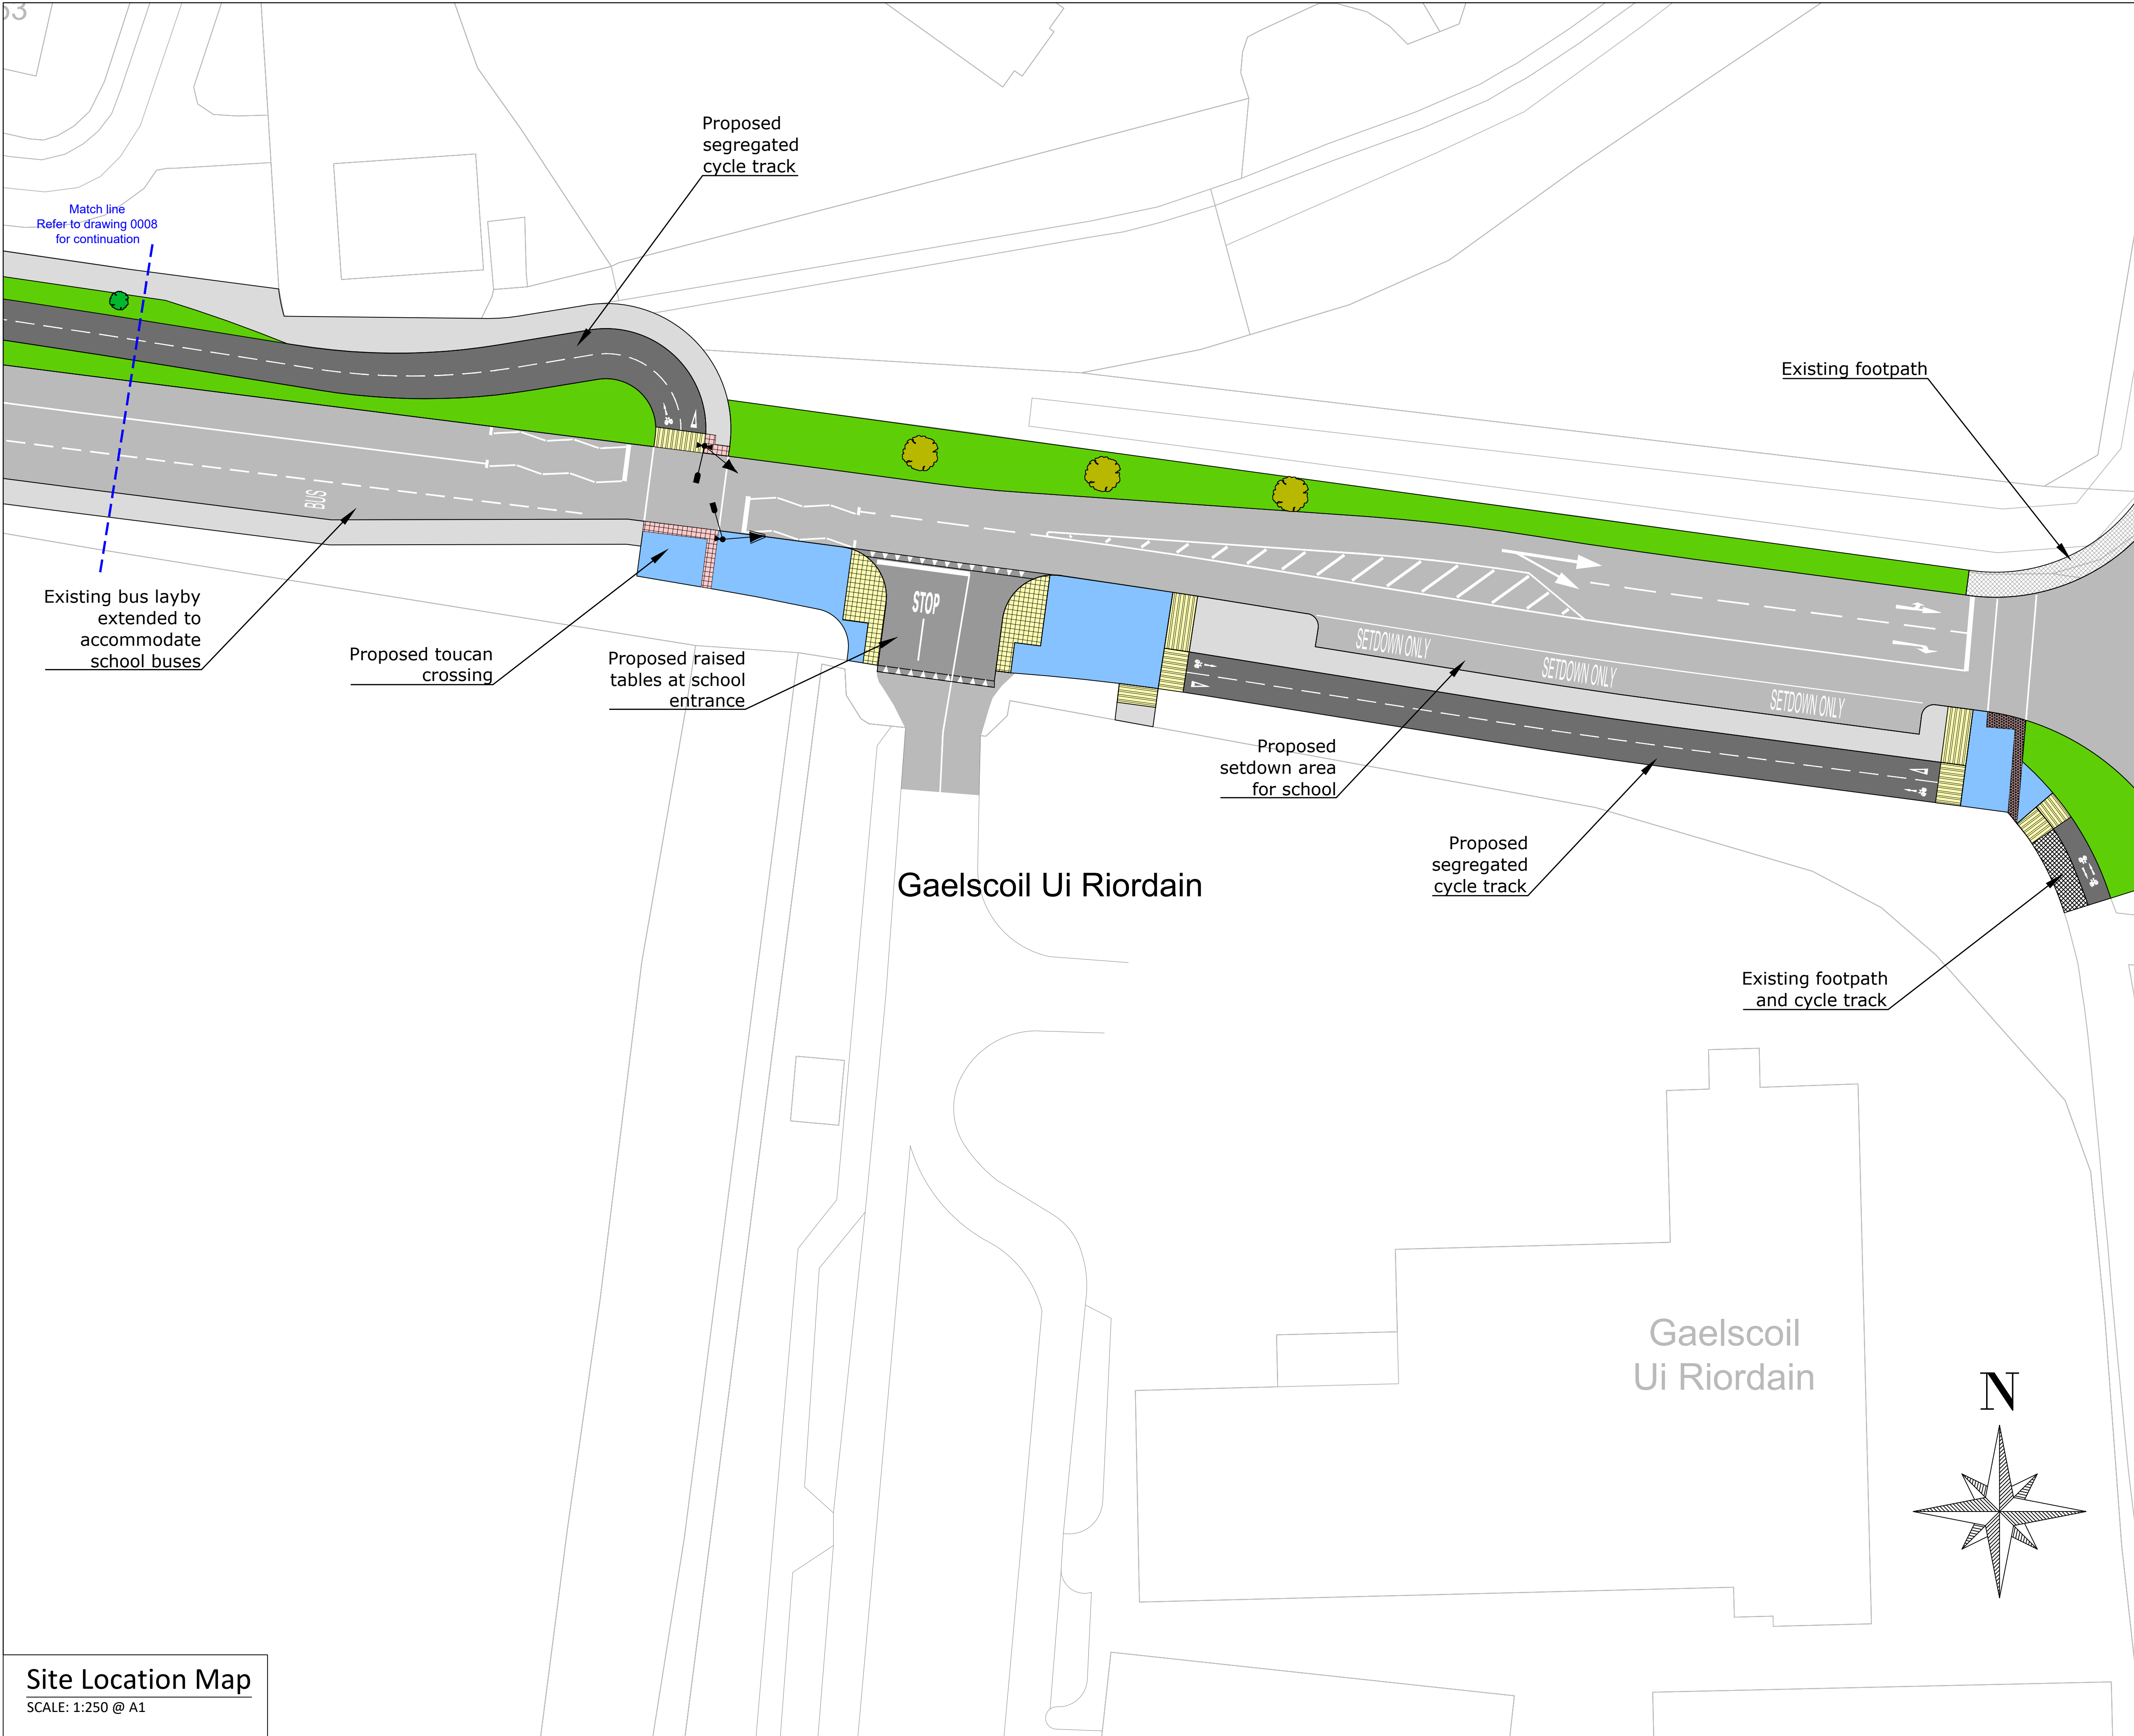 53
Proposed
segregated
cycle track
Match line
Refer to drawing 0008
for continuation
Existing footpath
BUS
STOP
Existing bus layby
extended to
accommodate
school buses
Proposed toucan
crossing
Proposed raised
tables at school
entrance
SETDOWN ONLY
SETDOWN ONLY
SETDOWN ONLY
Proposed
setdown area
for school
Proposed
segregated
cycle track
Gaelscoil Ui Riordain
Existing footpath
and cycle track
Gaelscoil
Ui Riordain
N
Site Location Map
SCALE: 1:250 @ A1